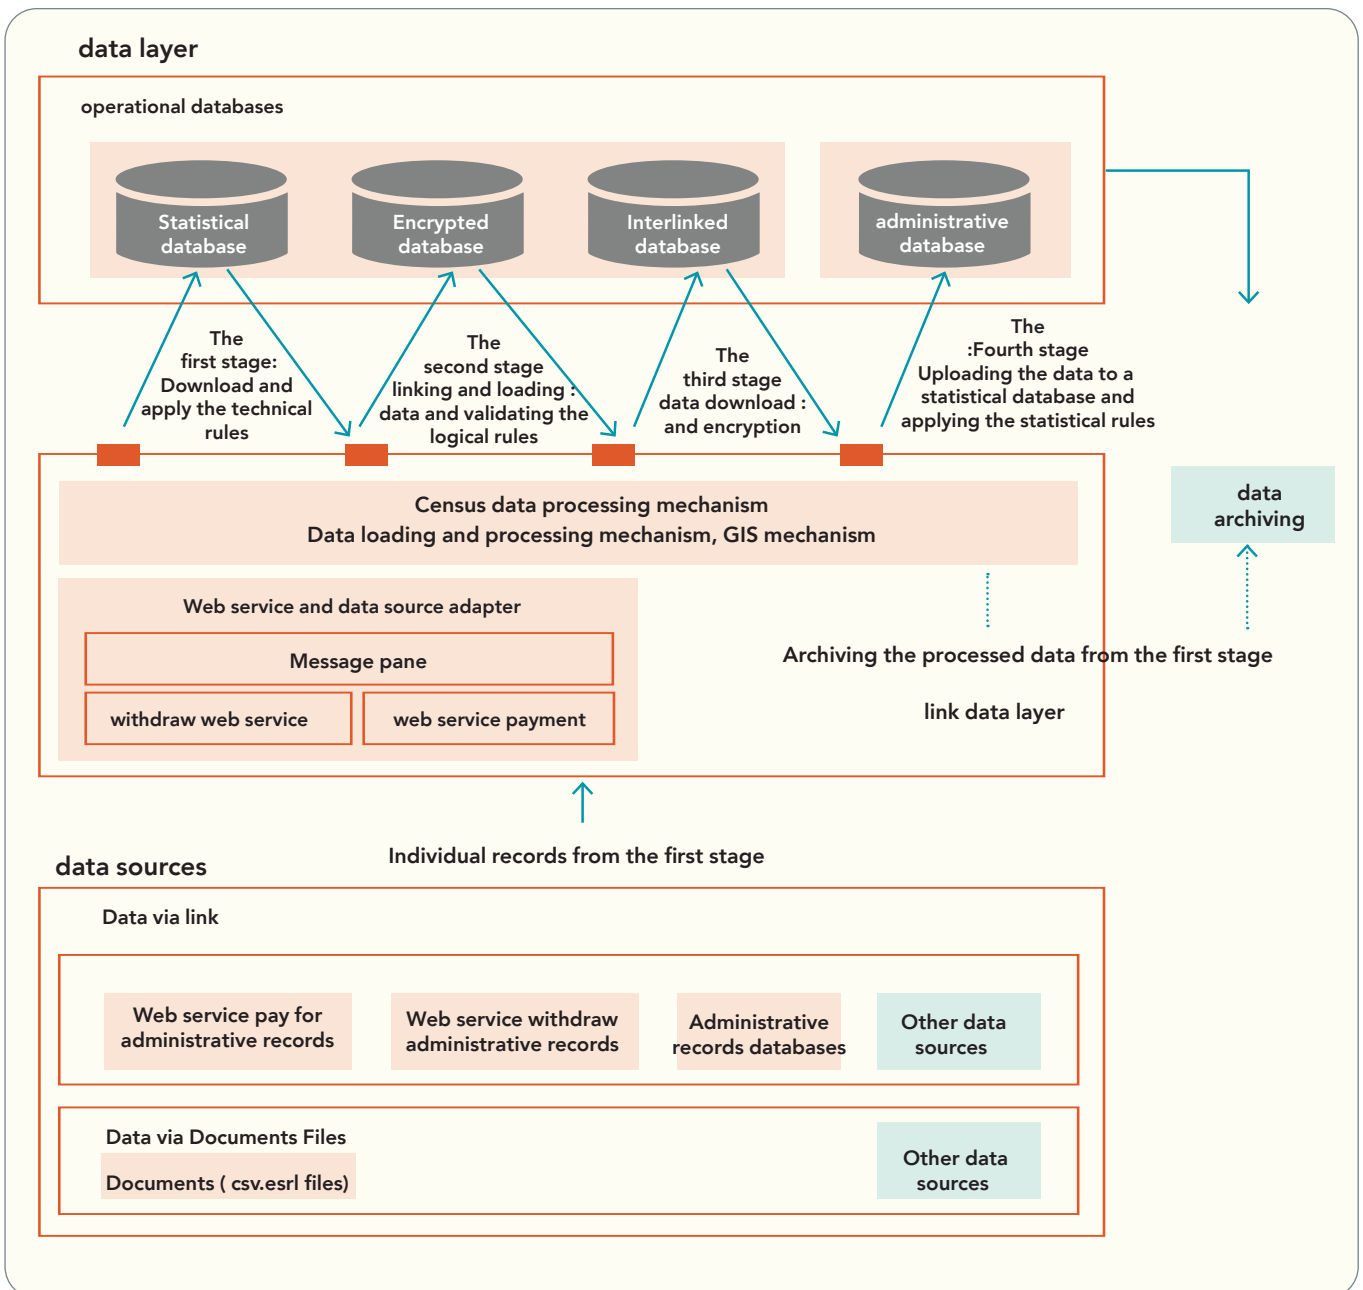 data layer
operational databases
Statistical
database
Encrypted
database
Interlinked
database
administrative
database
The
first stage:
Download and
apply the technical
rules
The
second stage
linking and loading :
data and validating the
logical rules
The
third stage
data download :
and encryption
The
:Fourth stage
Uploading the data to a
statistical database and
applying the statistical rules
Census data processing mechanism
Data loading and processing mechanism, GIS mechanism
data
archiving
Web service and data source adapter
Message pane
withdraw web service
web service payment
Archiving the processed data from the first stage
link data layer
Individual records from the first stage
data sources
Data via link
Web service pay for
administrative records
Web service withdraw
administrative records
Administrative
records databases
Other data
sources
Data via Documents Files
Documents ( csv.esrl files)
Other data
sources